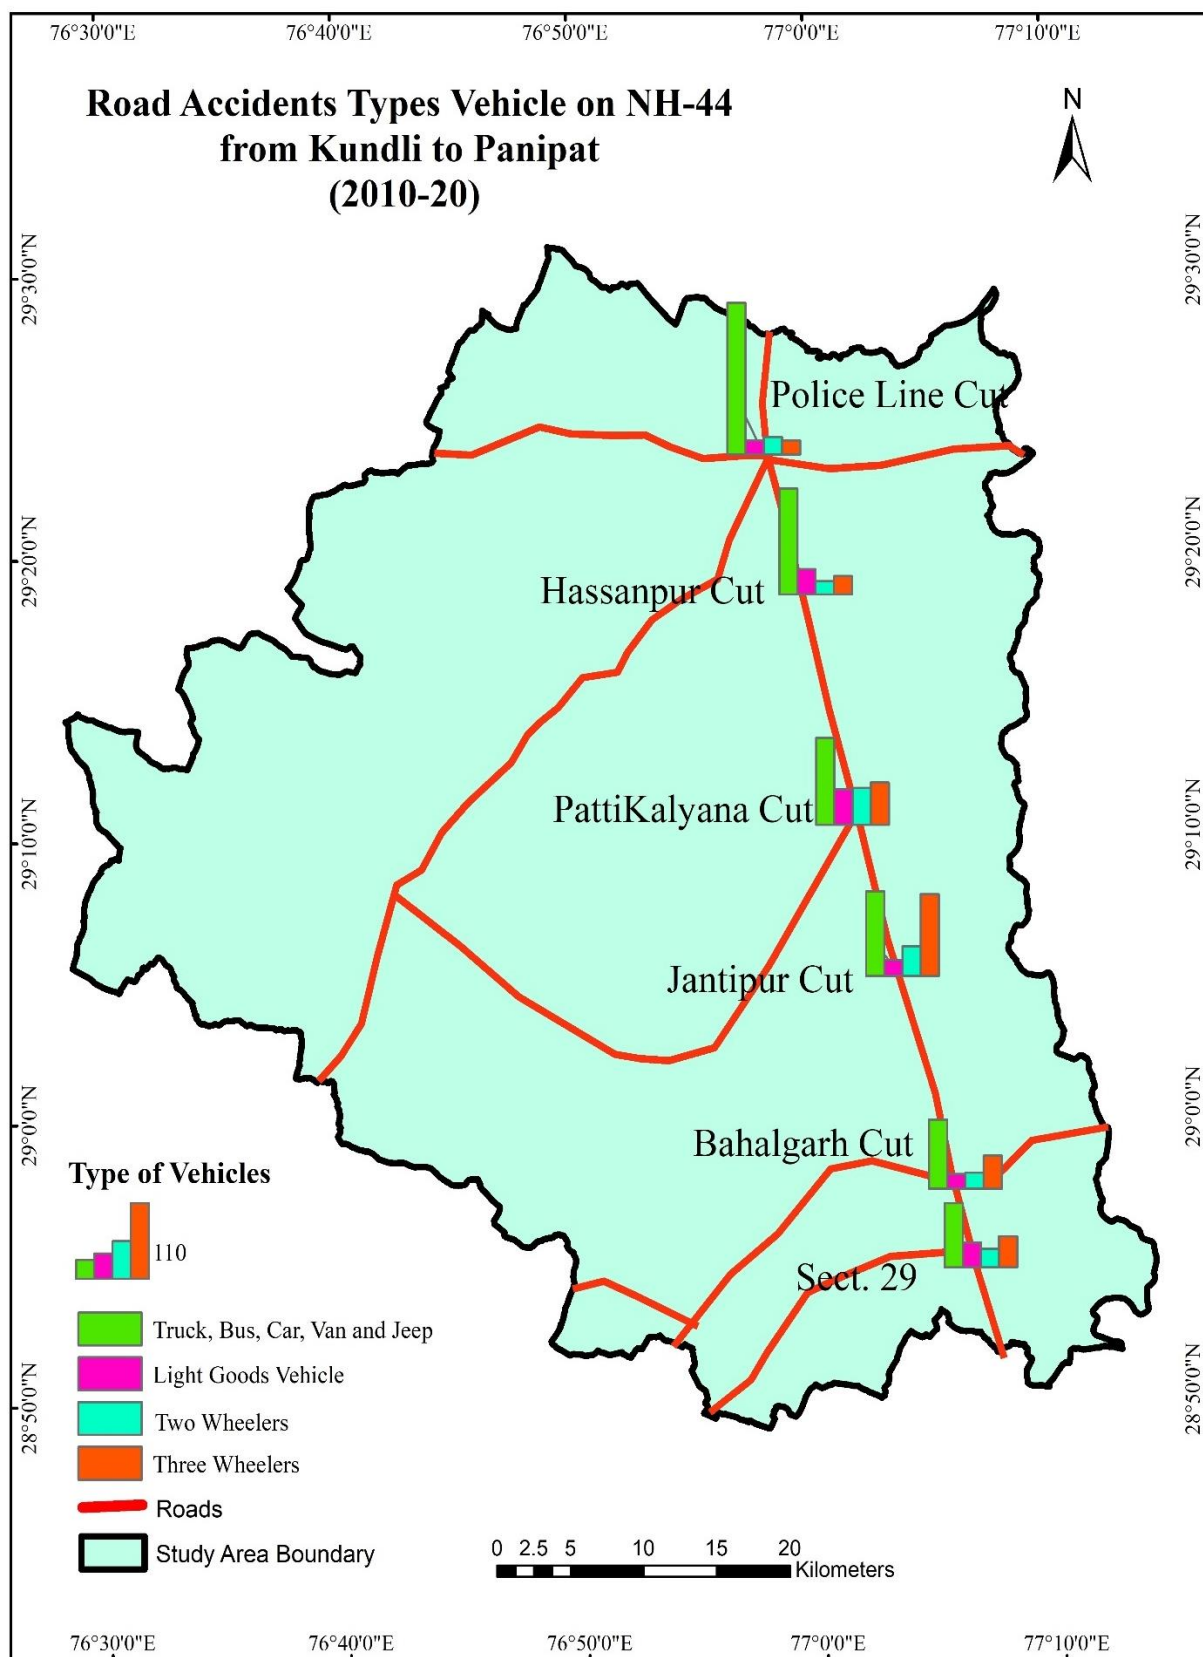 76°30'0"E 76°40'0"E 76°50'0"E 77°0'0"E 77°10'0"E
Road Accidents Types Vehicle on NH-44
from Kundli to Panipat
(2010-20)
N
29°30'0"N 29°30'0"N
Police Line Cut
29°20'0"N 29°20'0"N
Hassanpur Cut
PattiKalyana Cut
29°10'0"N 29°10'0"N
Jantipur Cut
29°0'0"N 29°0'0"N
Bahalgarh Cut
Sect. 29
28°50'0"N 28°50'0"N
Type of Vehicles
110
Truck, Bus, Car, Van and Jeep
Light Goods Vehicle
Two Wheelers
Three Wheelers
Roads
Study Area Boundary
0 2.5 5 10 15 20
Kilometers
76°30'0"E 76°40'0"E 76°50'0"E 77°0'0"E 77°10'0"E